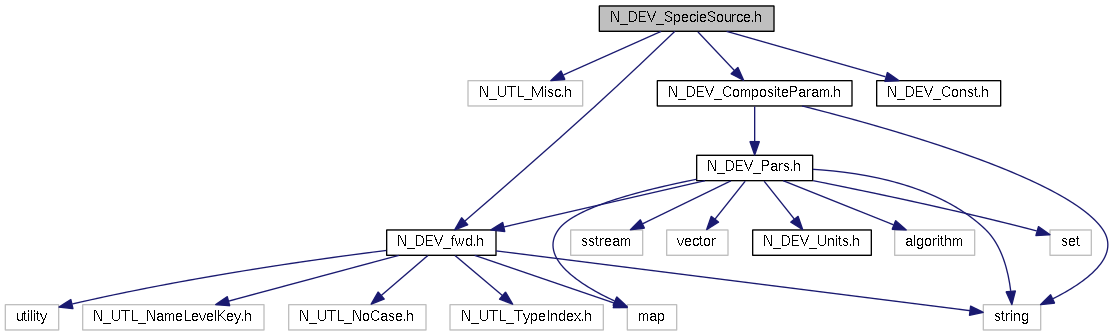 N_DEV_SpecieSource.h
N_UTL_Misc.h
N_DEV_CompositeParam.h
N_DEV_Const.h
N_DEV_Pars.h
N_DEV_fwd.h
sstream
vector
N_DEV_Units.h
algorithm
set
utility
N_UTL_NameLevelKey.h
N_UTL_NoCase.h
N_UTL_TypeIndex.h
map
string